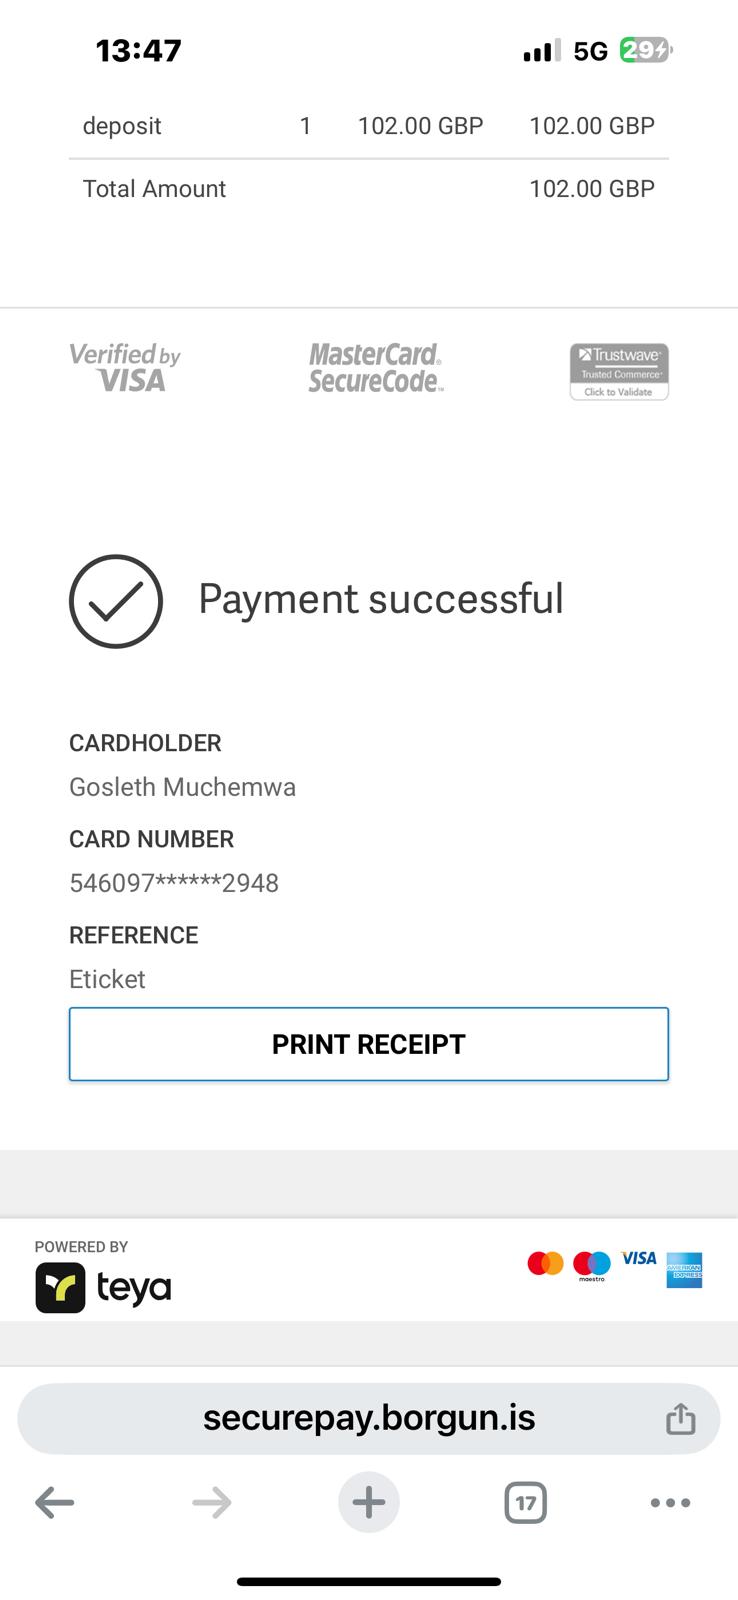 13:47 5G 29
deposit 1 102.00 GBP 102.00 GBP
Total Amount 102.00 GBP
Verified by VISA
MasterCard® SecureCode™
Trustwave® Trusted Commerce™ Click to Validate
Payment successful
CARDHOLDER
Gosleth Muchemwa
CARD NUMBER
546097******2948
REFERENCE
Eticket
PRINT RECEIPT
POWERED BY
teya
maestro VISA AMERICAN EXPRESS
securepay.borgun.is
17